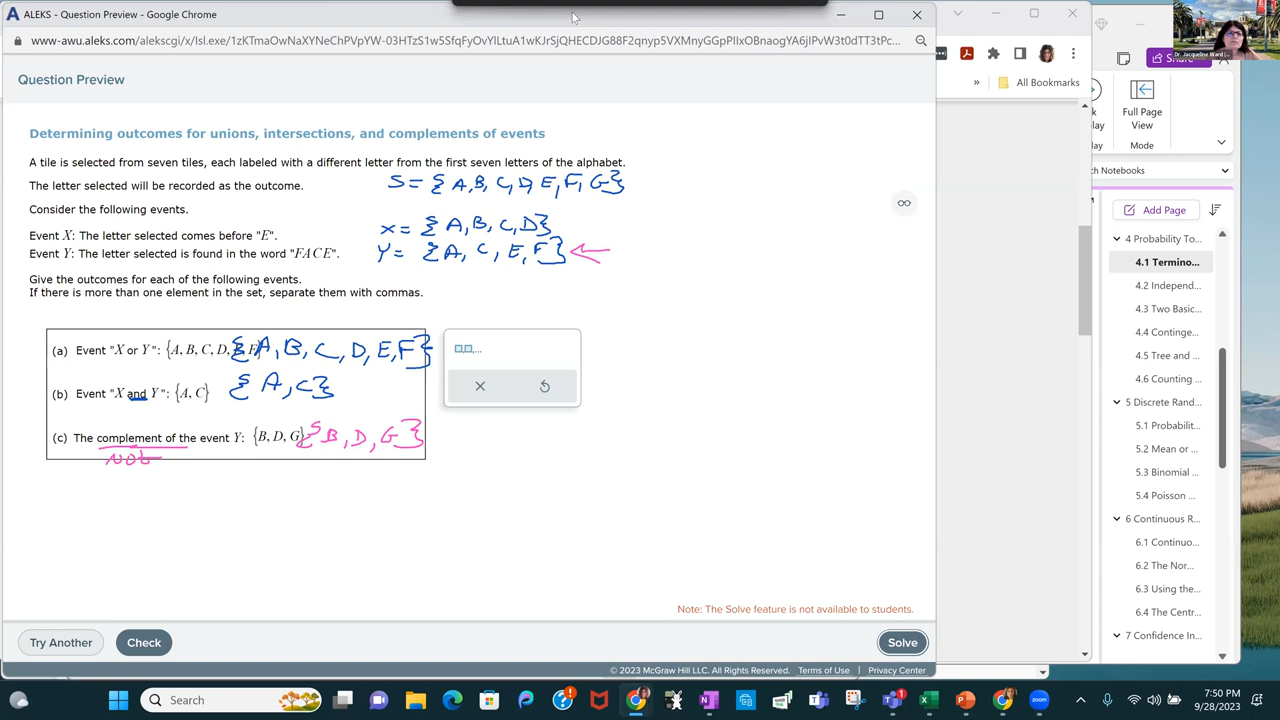 ALEKS - Question Preview - Google Chrome
Question Preview
All Bookmarks
Share
Full Page
View
Mode
Determining outcomes for unions, intersections, and complements of events
A tile is selected from seven tiles, each labeled with a different letter from the first seven letters of the alphabet.
The letter selected will be recorded as the outcome.
S = {A, B, C, D, E, F, G}
Consider the following events.
Event X: The letter selected comes before "E".
X = {A, B, C, D}
Event Y: The letter selected is found in the word "FACE".
Y = {A, C, E, F}
Give the outcomes for each of the following events.
If there is more than one element in the set, separate them with commas.
(a) Event "X or Y": {A, B, C, D, E, F} {A, B, C, D, E, F}
(b) Event "X and Y": {A, C} {A, C}
(c) The complement of the event Y: {B, D, G} {B, D, G}
NOT
Note: The Solve feature is not available to students.
Try Another
Check
Solve
© 2023 McGraw Hill LLC. All Rights Reserved. Terms of Use | Privacy Center
Notebooks
Add Page
4 Probability To...
4.1 Termino...
4.2 Independ...
4.3 Two Basic...
4.4 Continge...
4.5 Tree and ...
4.6 Counting ...
5 Discrete Rando...
5.1 Probabilit...
5.2 Mean or ...
5.3 Binomial ...
5.4 Poisson ...
6 Continuous R...
6.1 Continuo...
6.2 The Nor...
6.3 Using the...
6.4 The Centr...
7 Confidence In...
Search
zoom
7:50 PM
9/28/2023